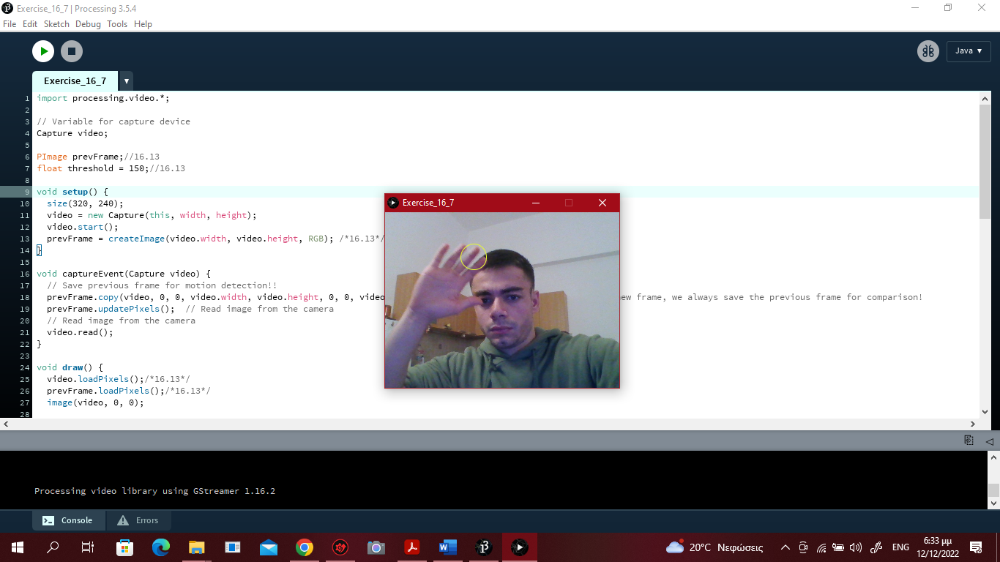 Exercise_16_7 | Processing 3.5.4
File Edit Sketch Debug Tools Help
Java ▼
Exercise_16_7 ▼
1 import processing.video.*;
2
3 // Variable for capture device
4 Capture video;
5
6 PImage prevFrame;//16.13
7 float threshold = 150;//16.13
8
9 void setup() {
10 size(320, 240);
11 video = new Capture(this, width, height);
12 video.start();
13 prevFrame = createImage(video.width, video.height, RGB); /*16.13*/
14 }
15
16 void captureEvent(Capture video) {
17 // Save previous frame for motion detection!!
18 prevFrame.copy(video, 0, 0, video.width, video.height, 0, 0, video ew frame, we always save the previous frame for comparison!
19 prevFrame.updatePixels();  // Read image from the camera
20 // Read image from the camera
21 video.read();
22 }
23
24 void draw() {
25 video.loadPixels();/*16.13*/
26 prevFrame.loadPixels();/*16.13*/
27 image(video, 0, 0);
28
Exercise_16_7
Processing video library using GStreamer 1.16.2
Console Errors
20°C Νεφώσεις ENG 6:33 μμ
12/12/2022